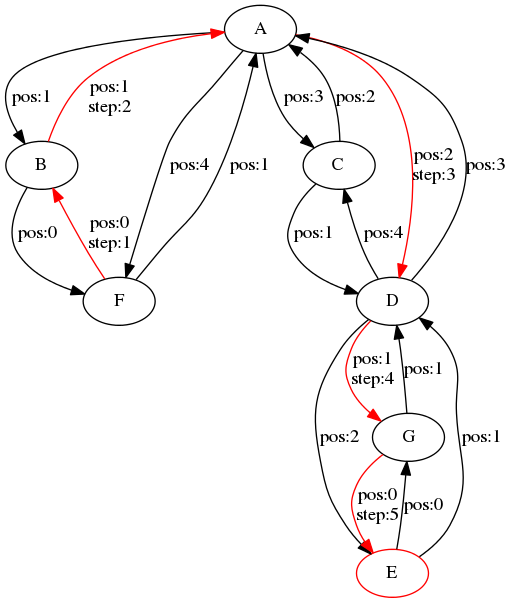 A
pos:1
pos:1
step:2
pos:3
pos:2
B
pos:4
pos:1
C
pos:2
step:3
pos:3
pos:0
pos:0
step:1
pos:1
pos:4
F
D
pos:1
step:4
pos:1
pos:2
G
pos:1
pos:0
step:5
pos:0
E